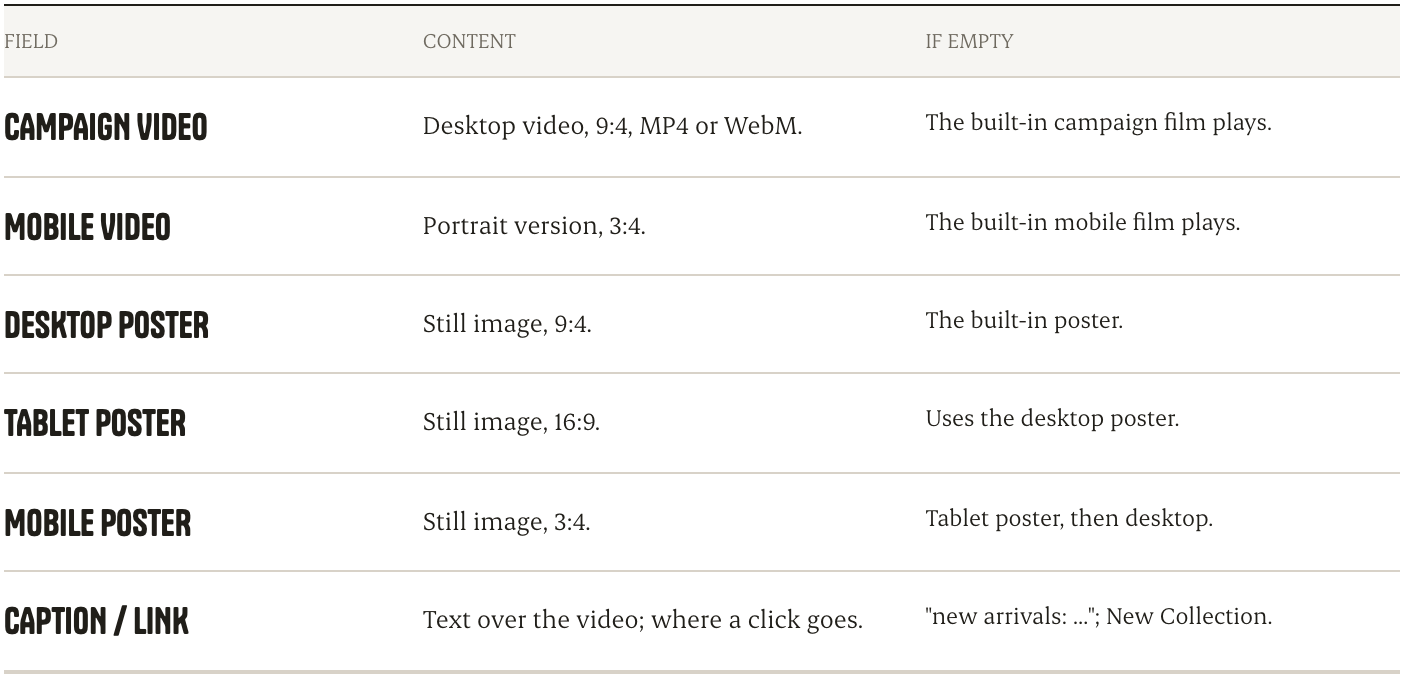 FIELD CONTENT IF EMPTY
CAMPAIGN VIDEO Desktop video, 9:4, MP4 or WebM. The built-in campaign film plays.
MOBILE VIDEO Portrait version, 3:4. The built-in mobile film plays.
DESKTOP POSTER Still image, 9:4. The built-in poster.
TABLET POSTER Still image, 16:9. Uses the desktop poster.
MOBILE POSTER Still image, 3:4. Tablet poster, then desktop.
CAPTION / LINK Text over the video; where a click goes. "new arrivals: ..."; New Collection.